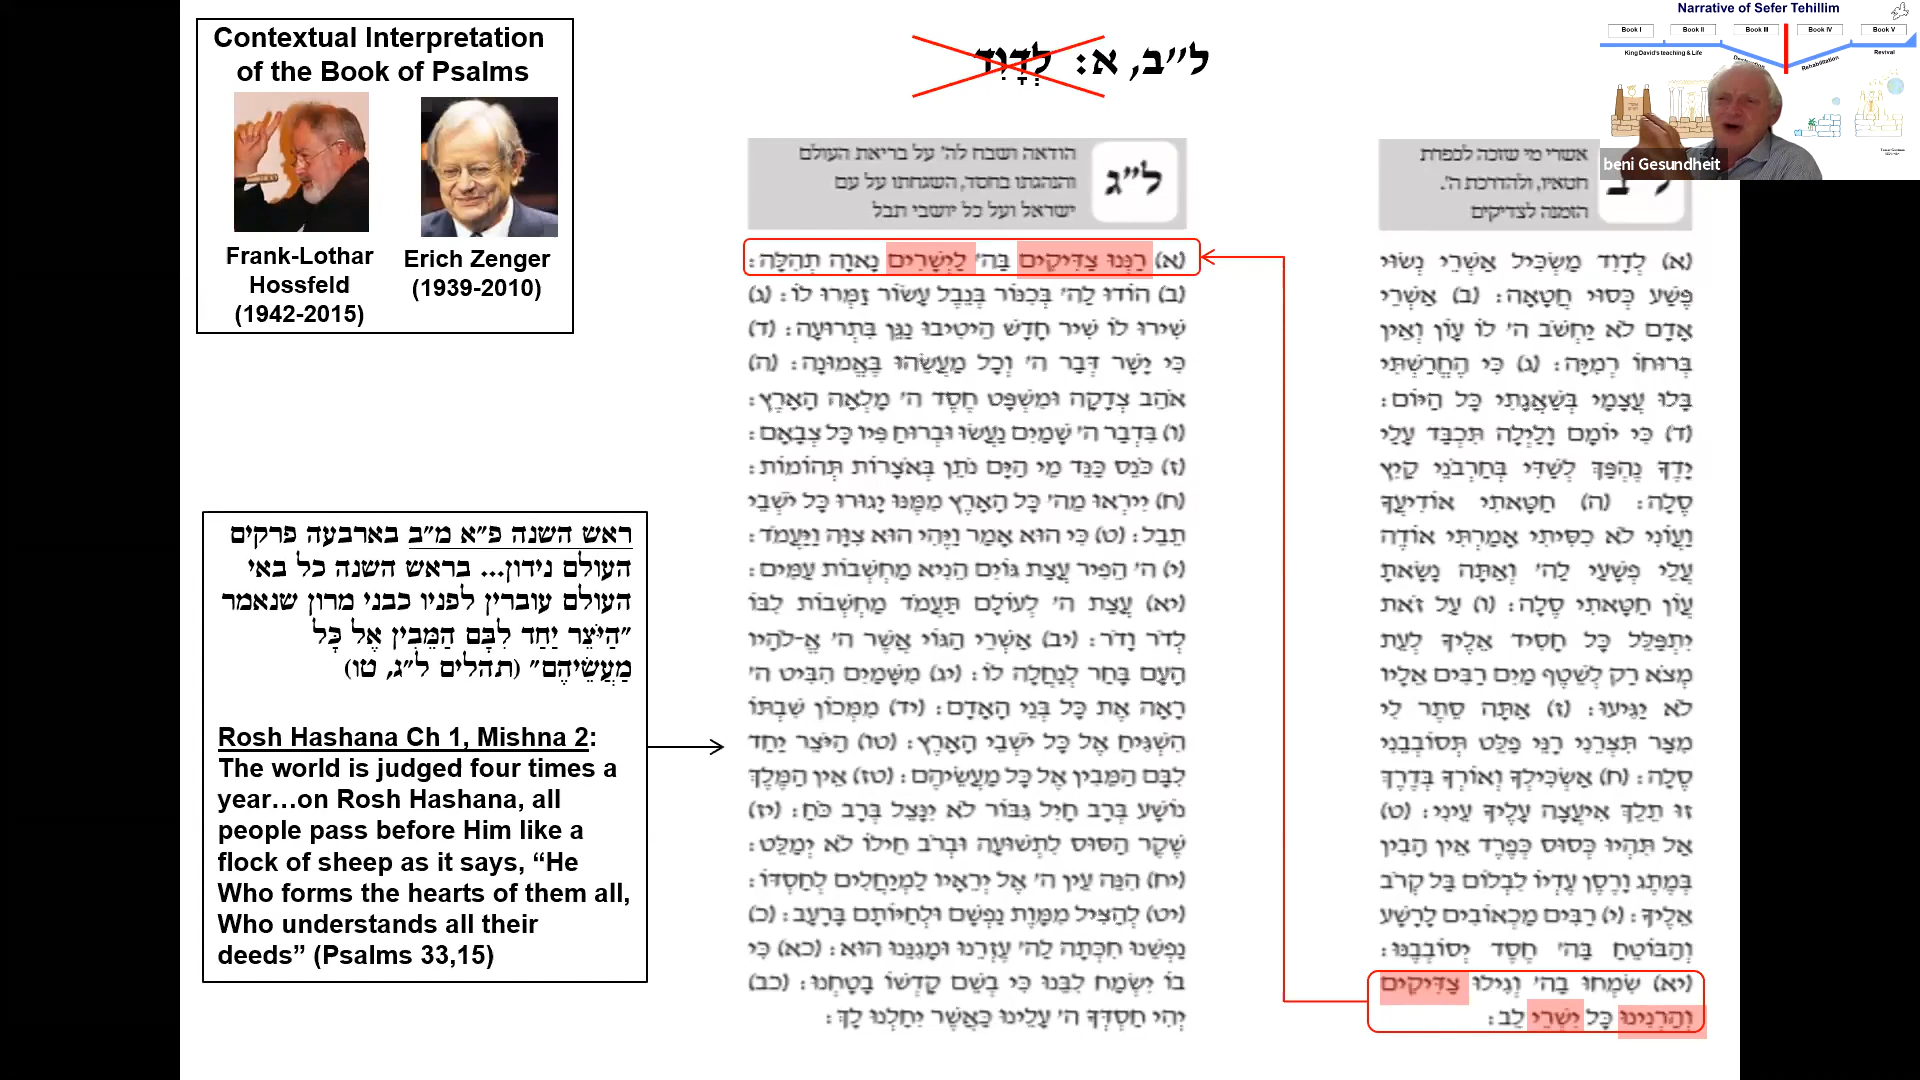 Contextual Interpretation
of the Book of Psalms
Frank-Lothar
Hossfeld
(1942-2015)
Erich Zenger
(1939-2010)
ל״ב, א: לְדָוִד
Narrative of Sefer Tehillim
Book I
Book II
Book III
Book IV
Book V
King David's teaching & Life
Rehabilitation
Revival
beni Gesundheit
אשרי מי שזוכה לכפרת
חטאיו, ולהדרכת ה׳.
הזמנה לצדיקים
(א) לְדָוִד מַשְׂכִּיל אַשְׁרֵי נְשׂוּי
פֶּשַׁע כְּסוּי חֲטָאָה: (ב) אַשְׁרֵי
אָדָם לֹא יַחְשֹׁב ה׳ לוֹ עָוֹן וְאֵין
בְּרוּחוֹ רְמִיָּה: (ג) כִּי הֶחֱרַשְׁתִּי
בָּלוּ עֲצָמָי בְּשַׁאֲגָתִי כָּל הַיּוֹם:
(ד) כִּי יוֹמָם וָלַיְלָה תִּכְבַּד עָלַי
יָדֶךָ נֶהְפַּךְ לְשַׁדִּי בְּחַרְבֹנֵי קַיִץ
סֶלָה: (ה) חַטָּאתִי אוֹדִיעֲךָ
וַעֲוֹנִי לֹא כִסִּיתִי אָמַרְתִּי אוֹדֶה
עֲלֵי פְשָׁעַי לַה׳ וְאַתָּה נָשָׂאתָ
עֲוֹן חַטָּאתִי סֶלָה: (ו) עַל זֹאת
יִתְפַּלֵּל כָּל חָסִיד אֵלֶיךָ לְעֵת
מְצֹא רַק לְשֵׁטֶף מַיִם רַבִּים אֵלָיו
לֹא יַגִּיעוּ: (ז) אַתָּה סֵתֶר לִי
מִצַּר תִּצְּרֵנִי רָנֵּי פַלֵּט תְּסוֹבְבֵנִי
סֶלָה: (ח) אַשְׂכִּילְךָ וְאוֹרְךָ בְּדֶרֶךְ
זוּ תֵלֵךְ אִיעֲצָה עָלֶיךָ עֵינִי: (ט)
אַל תִּהְיוּ כְּסוּס כְּפֶרֶד אֵין הָבִין
בְּמֶתֶג וָרֶסֶן עֶדְיוֹ לִבְלוֹם בַּל קְרֹב
אֵלֶיךָ: (י) רַבִּים מַכְאוֹבִים לָרָשָׁע
וְהַבּוֹטֵחַ בַּה׳ חֶסֶד יְסוֹבְבֶנּוּ:
(יא) שִׂמְחוּ בַה׳ וְגִילוּ צַדִּיקִים
וְהַרְנִינוּ כָּל יִשְׁרֵי לֵב:
ל״ג
הודאה ושבח לה׳ על בריאת העולם
והנהגתו בחסד, השגחתו על עם
ישראל ועל כל יושבי תבל
(א) רַנְּנוּ צַדִּיקִים בַּה׳ לַיְשָׁרִים נָאוָה תְהִלָּה:
(ב) הוֹדוּ לַה׳ בְּכִנּוֹר בְּנֵבֶל עָשׂוֹר זַמְּרוּ לוֹ: (ג)
שִׁירוּ לוֹ שִׁיר חָדָשׁ הֵיטִיבוּ נַגֵּן בִּתְרוּעָה: (ד)
כִּי יָשָׁר דְּבַר ה׳ וְכָל מַעֲשֵׂהוּ בֶּאֱמוּנָה: (ה)
אֹהֵב צְדָקָה וּמִשְׁפָּט חֶסֶד ה׳ מָלְאָה הָאָרֶץ:
(ו) בִּדְבַר ה׳ שָׁמַיִם נַעֲשׂוּ וּבְרוּחַ פִּיו כָּל צְבָאָם:
(ז) כֹּנֵס כַּנֵּד מֵי הַיָּם נֹתֵן בְּאֹצָרוֹת תְּהוֹמוֹת:
(ח) יִירְאוּ מֵה׳ כָּל הָאָרֶץ מִמֶּנּוּ יָגוּרוּ כָּל יֹשְׁבֵי
תֵבֵל: (ט) כִּי הוּא אָמַר וַיֶּהִי הוּא צִוָּה וַיַּעֲמֹד:
(י) ה׳ הֵפִיר עֲצַת גּוֹיִם הֵנִיא מַחְשְׁבוֹת עַמִּים:
(יא) עֲצַת ה׳ לְעוֹלָם תַּעֲמֹד מַחְשְׁבוֹת לִבּוֹ
לְדֹר וָדֹר: (יב) אַשְׁרֵי הַגּוֹי אֲשֶׁר ה׳ אֱ-לֹהָיו
הָעָם בָּחַר לְנַחֲלָה לוֹ: (יג) מִשָּׁמַיִם הִבִּיט ה׳
רָאָה אֶת כָּל בְּנֵי הָאָדָם: (יד) מִמְּכוֹן שִׁבְתּוֹ
הִשְׁגִּיחַ אֶל כָּל יֹשְׁבֵי הָאָרֶץ: (טו) הַיֹּצֵר יַחַד
לִבָּם הַמֵּבִין אֶל כָּל מַעֲשֵׂיהֶם: (טז) אֵין הַמֶּלֶךְ
נוֹשָׁע בְּרָב חָיִל גִּבּוֹר לֹא יִנָּצֵל בְּרָב כֹּחַ: (יז)
שֶׁקֶר הַסּוּס לִתְשׁוּעָה וּבְרֹב חֵילוֹ לֹא יְמַלֵּט:
(יח) הִנֵּה עֵין ה׳ אֶל יְרֵאָיו לַמְיַחֲלִים לְחַסְדּוֹ:
(יט) לְהַצִּיל מִמָּוֶת נַפְשָׁם וּלְחַיּוֹתָם בָּרָעָב: (כ)
נַפְשֵׁנוּ חִכְּתָה לַה׳ עֶזְרֵנוּ וּמָגִנֵּנוּ הוּא: (כא) כִּי
בוֹ יִשְׂמַח לִבֵּנוּ כִּי בְשֵׁם קָדְשׁוֹ בָטָחְנוּ: (כב)
יְהִי חַסְדְּךָ ה׳ עָלֵינוּ כַּאֲשֶׁר יִחַלְנוּ לָךְ:
ראש השנה פ״א מ״ב בארבעה פרקים
העולם נידון... בראש השנה כל באי
העולם עוברין לפניו כבני מרון שנאמר
״הַיֹּצֵר יַחַד לִבָּם הַמֵּבִין אֶל כָּל
מַעֲשֵׂיהֶם״ (תהלים ל״ג, טו)
Rosh Hashana Ch 1, Mishna 2:
The world is judged four times a
year…on Rosh Hashana, all
people pass before Him like a
flock of sheep as it says, “He
Who forms the hearts of them all,
Who understands all their
deeds” (Psalms 33,15)